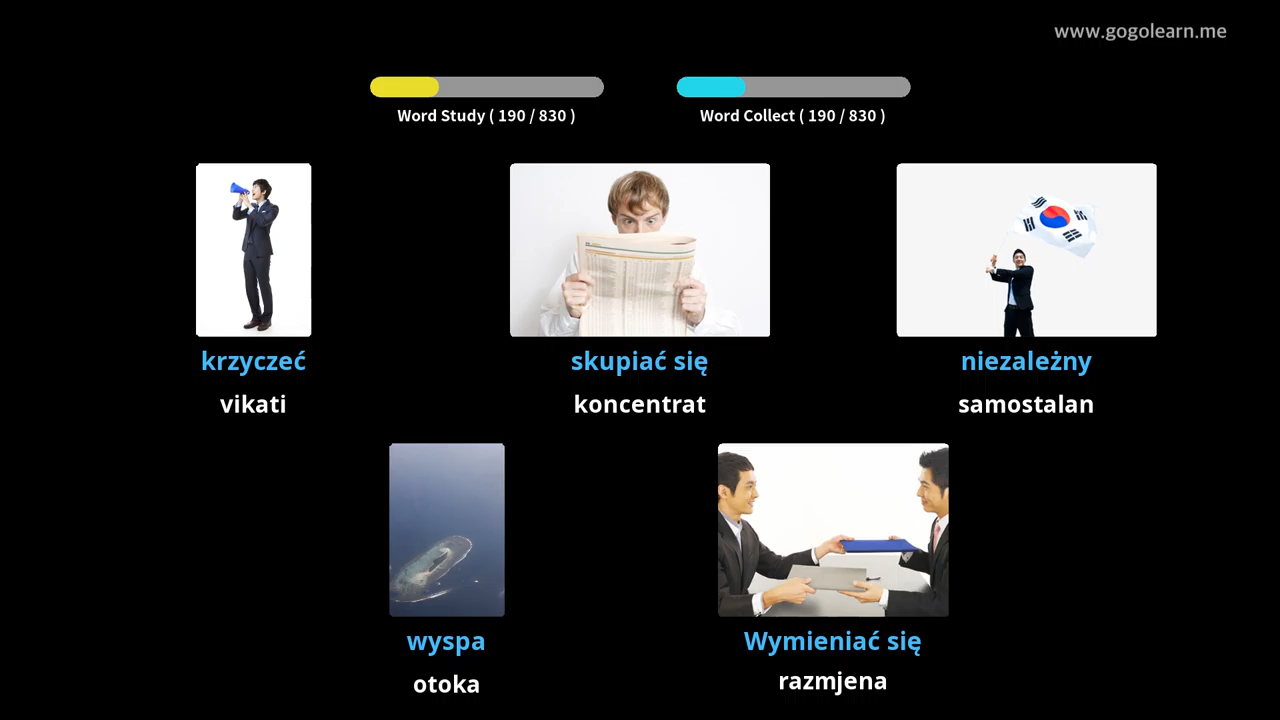 www.gogolearn.me
Word Study ( 190 / 830 )
Word Collect ( 190 / 830 )
krzyczeć
vikati
skupiać się
koncentrat
niezależny
samostalan
wyspa
otoka
Wymieniać się
razmjena